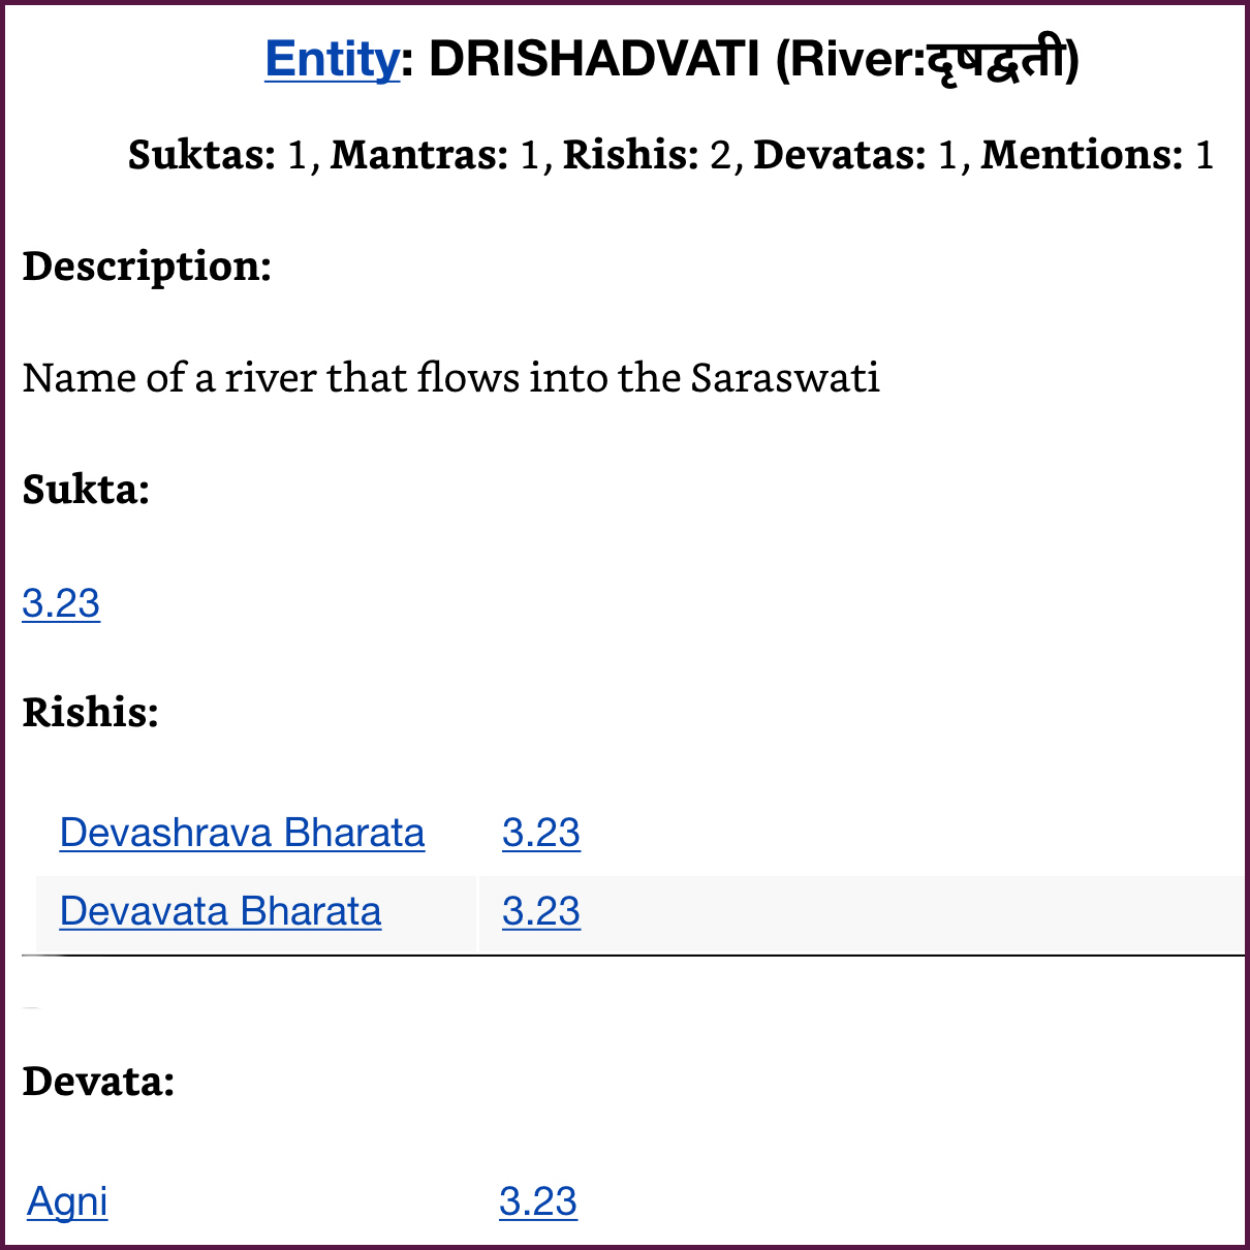 Entity: DRISHADVATI (River:दृषद्वती)
Suktas: 1, Mantras: 1, Rishis: 2, Devatas: 1, Mentions: 1
Description:
Name of a river that flows into the Saraswati
Sukta:
3.23
Rishis:
Devashrava Bharata 3.23
Devavata Bharata 3.23
Devata:
Agni 3.23